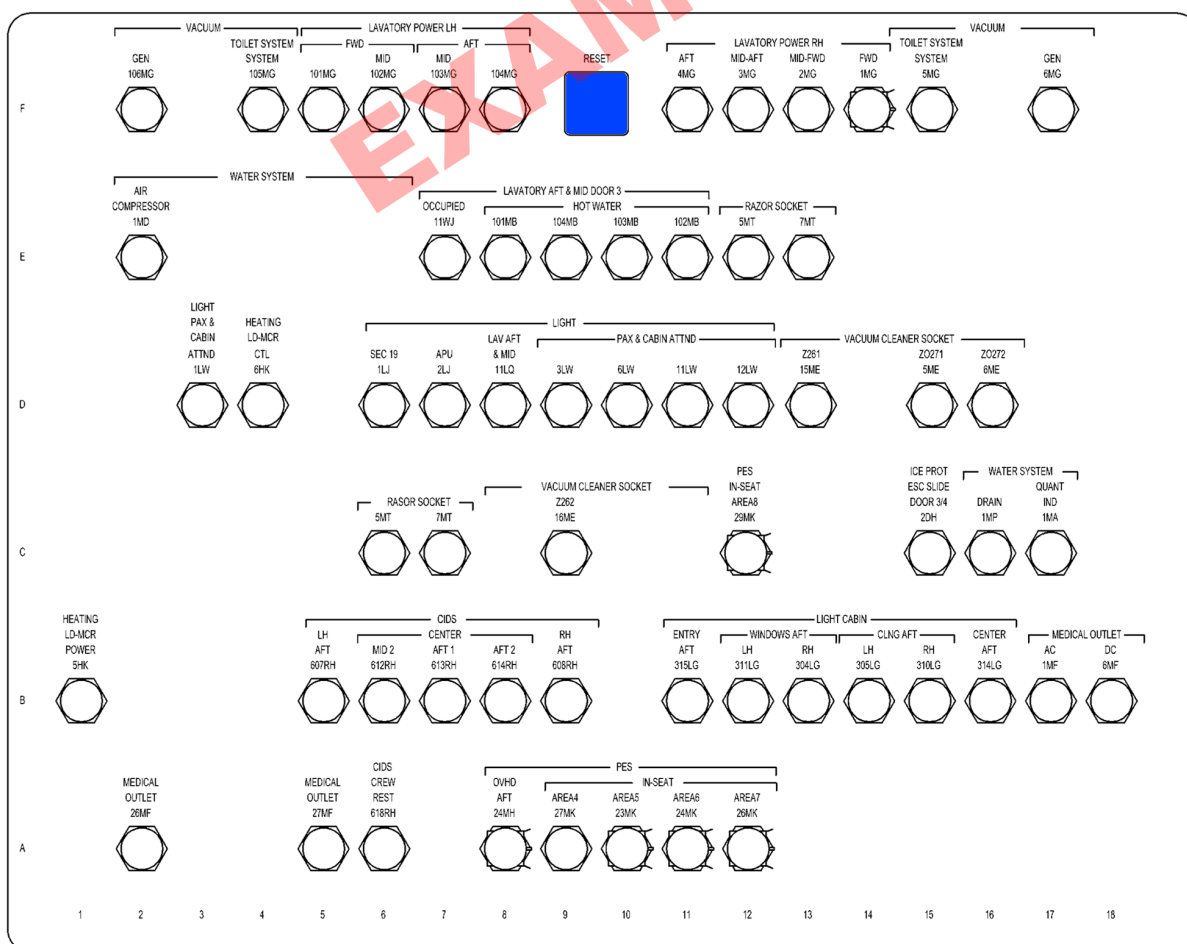 VACUUM LAVATORY POWER LH VACUUM
TOILET SYSTEM FWD AFT LAVATORY POWER RH TOILET SYSTEM
GEN SYSTEM MID MID RESET AFT MID-AFT MID-FWD FWD SYSTEM GEN
106MG 105MG 101MG 102MG 103MG 104MG 4MG 3MG 2MG 1MG 5MG 6MG
F
EXAM
WATER SYSTEM
AIR LAVATORY AFT & MID DOOR 3
COMPRESSOR OCCUPIED HOT WATER RAZOR SOCKET
1MD 11WJ 101MB 104MB 103MB 102MB 5MT 7MT
E
LIGHT
PAX & HEATING LIGHT
CABIN LD-MCR LAV AFT PAX & CABIN ATTND VACUUM CLEANER SOCKET
ATTND CTL SEC 19 APU & MID Z261 ZO271 ZO272
1LW 6HK 1LJ 2LJ 11LQ 3LW 6LW 11LW 12LW 15ME 5ME 6ME
D
PES ICE PROT
VACUUM CLEANER SOCKET IN-SEAT ESC SLIDE WATER SYSTEM
RASOR SOCKET Z262 AREA8 DOOR 3/4 DRAIN QUANT IND
5MT 7MT 16ME 29MK 2DH 1MP 1MA
C
HEATING CIDS LIGHT CABIN
LD-MCR LH CENTER RH ENTRY WINDOWS AFT CLNG AFT CENTER MEDICAL OUTLET
POWER AFT MID 2 AFT 1 AFT 2 AFT AFT LH RH LH RH AFT AC DC
5HK 607RH 612RH 613RH 614RH 608RH 315LG 311LG 304LG 305LG 310LG 314LG 1MF 6MF
B
CIDS PES
MEDICAL MEDICAL CREW OVHD IN-SEAT
OUTLET OUTLET REST AFT AREA4 AREA5 AREA6 AREA7
26MF 27MF 618RH 24MH 27MK 23MK 24MK 26MK
A
1 2 3 4 5 6 7 8 9 10 11 12 13 14 15 16 17 18